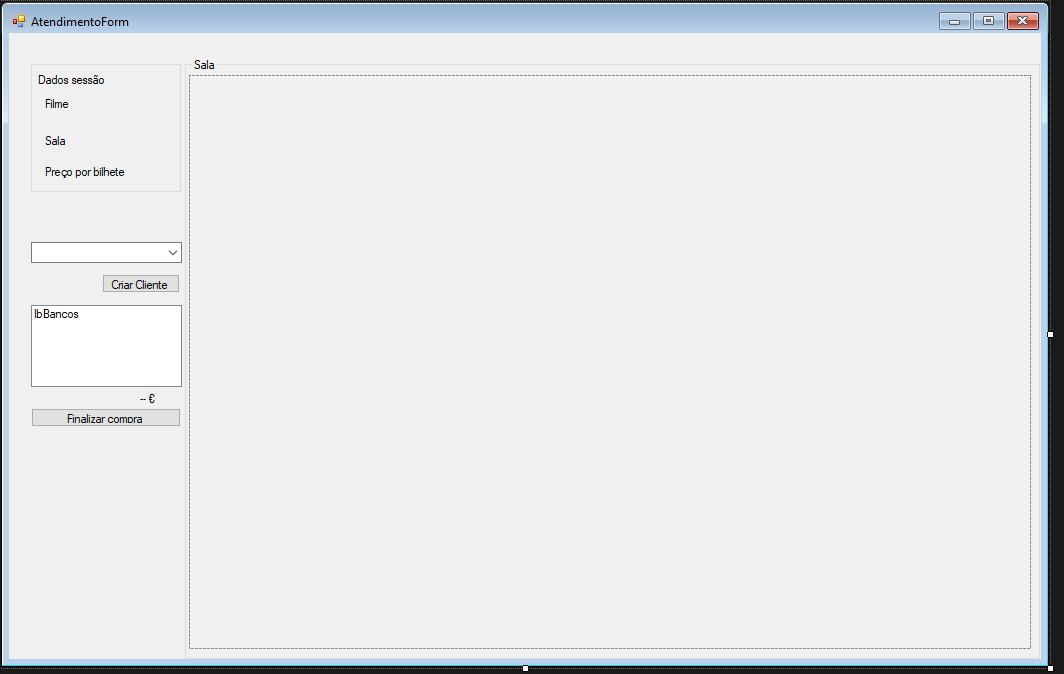 AtendimentoForm
Sala
Dados sessão
Filme
Sala
Preço por bilhete
Criar Cliente
lbBancos
-- €
Finalizar compra